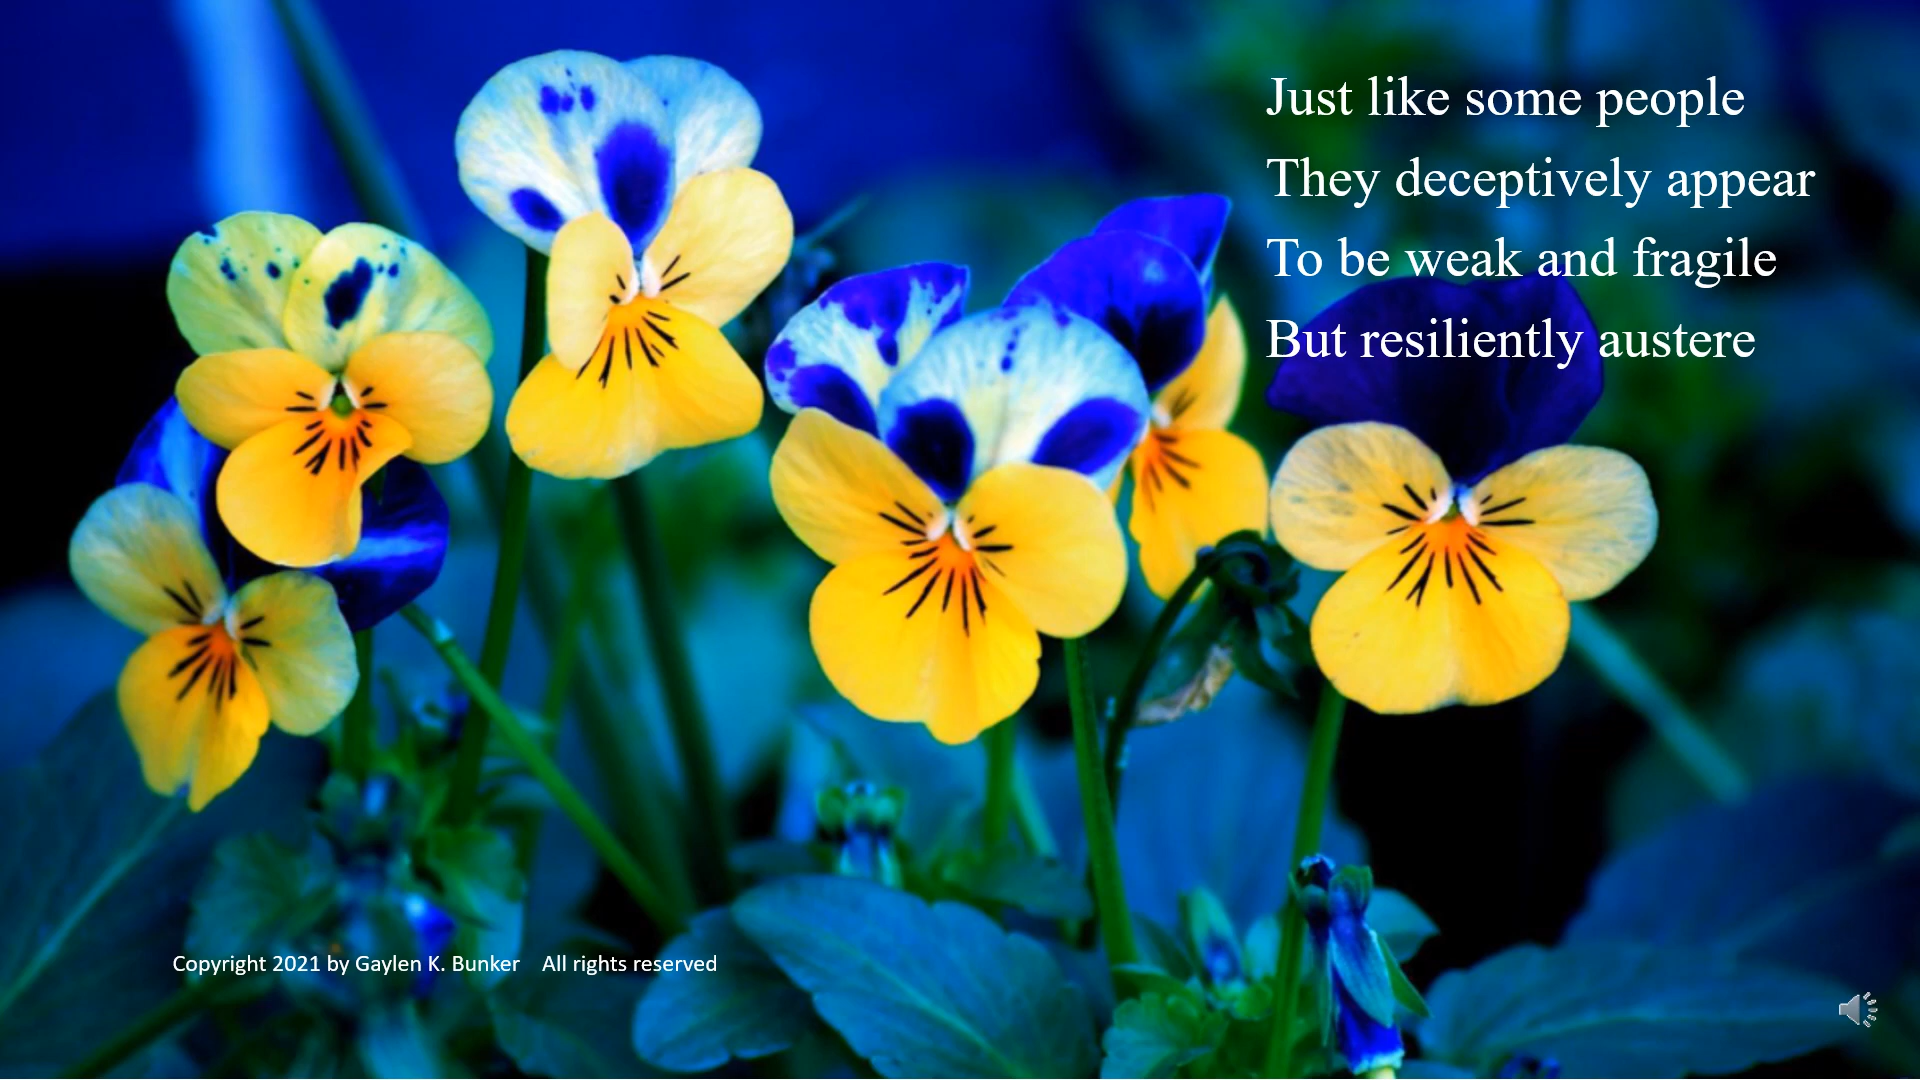 Just like some people
They deceptively appear
To be weak and fragile
But resiliently austere
Copyright 2021 by Gaylen K. Bunker    All rights reserved